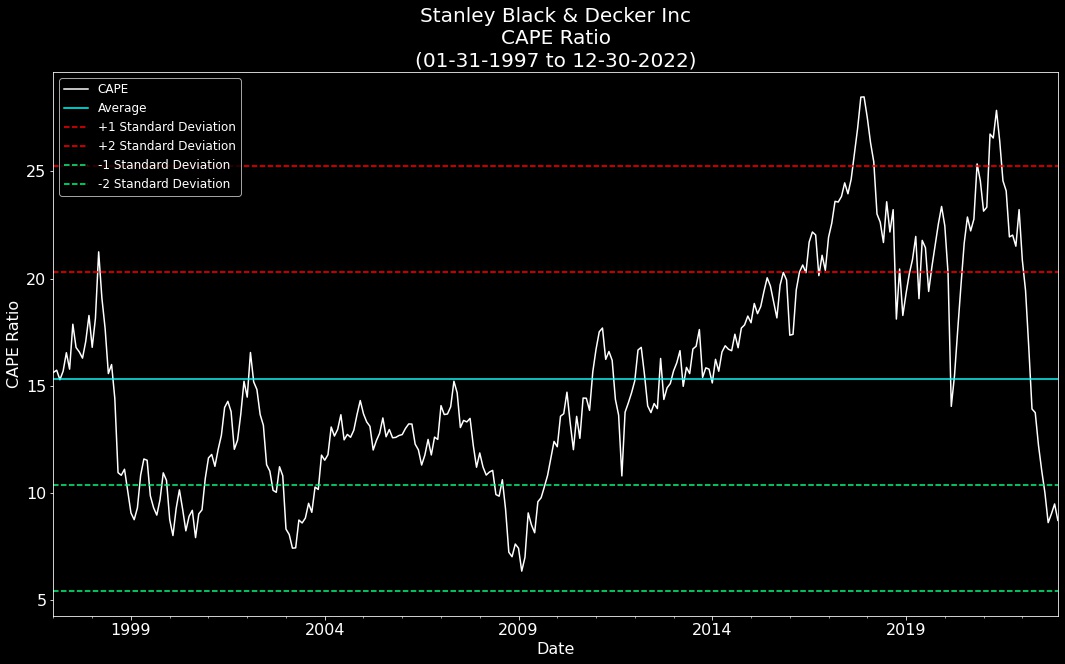 Stanley Black & Decker Inc
CAPE Ratio
(01-31-1997 to 12-30-2022)
CAPE
Average
+1 Standard Deviation
+2 Standard Deviation
-1 Standard Deviation
-2 Standard Deviation
25
20
15
10
5
CAPE Ratio
1999
2004
2009
2014
2019
Date